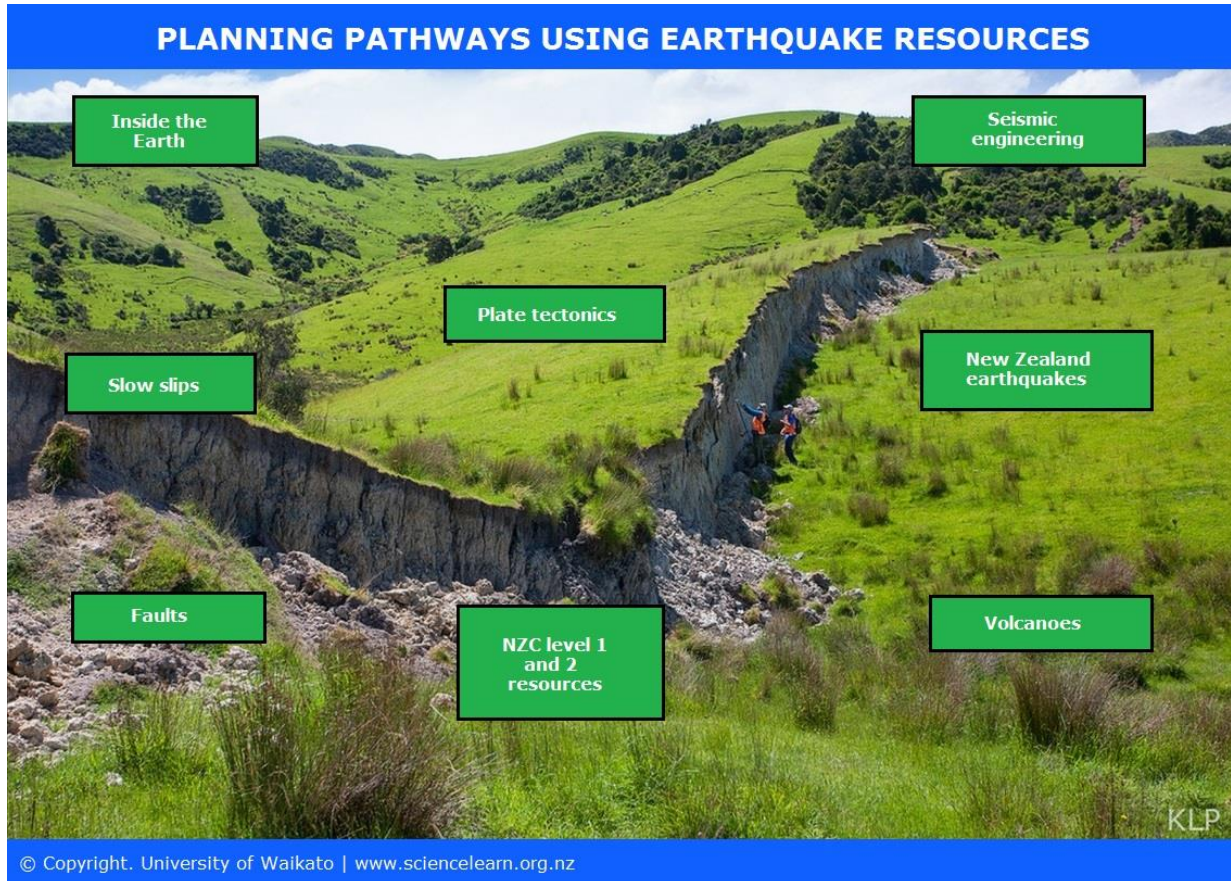 PLANNING PATHWAYS USING EARTHQUAKE RESOURCES
Inside the
Earth
Seismic
engineering
Plate tectonics
Slow slips
New Zealand
earthquakes
Faults
NZC level 1
and 2
resources
Volcanoes
KLP
© Copyright. University of Waikato | www.sciencelearn.org.nz